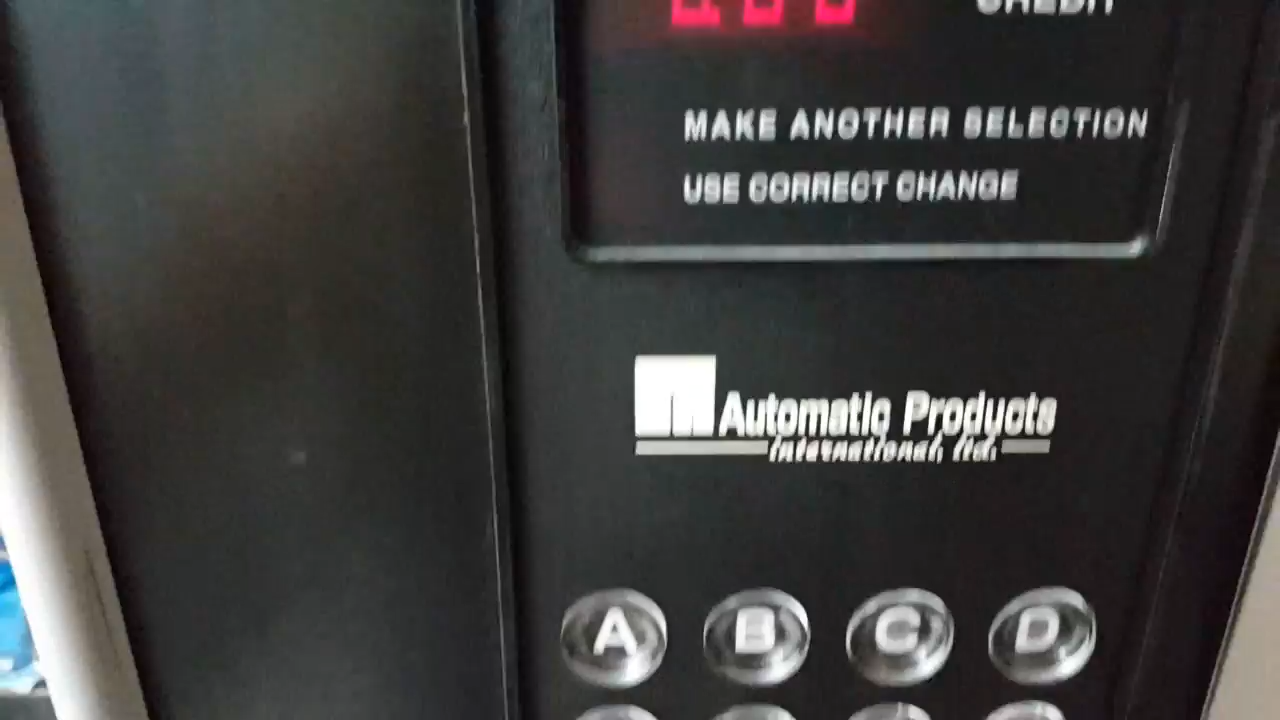 CREDIT
MAKE ANOTHER SELECTION
USE CORRECT CHANGE
Automatic Products
International, Ltd.
A B C D